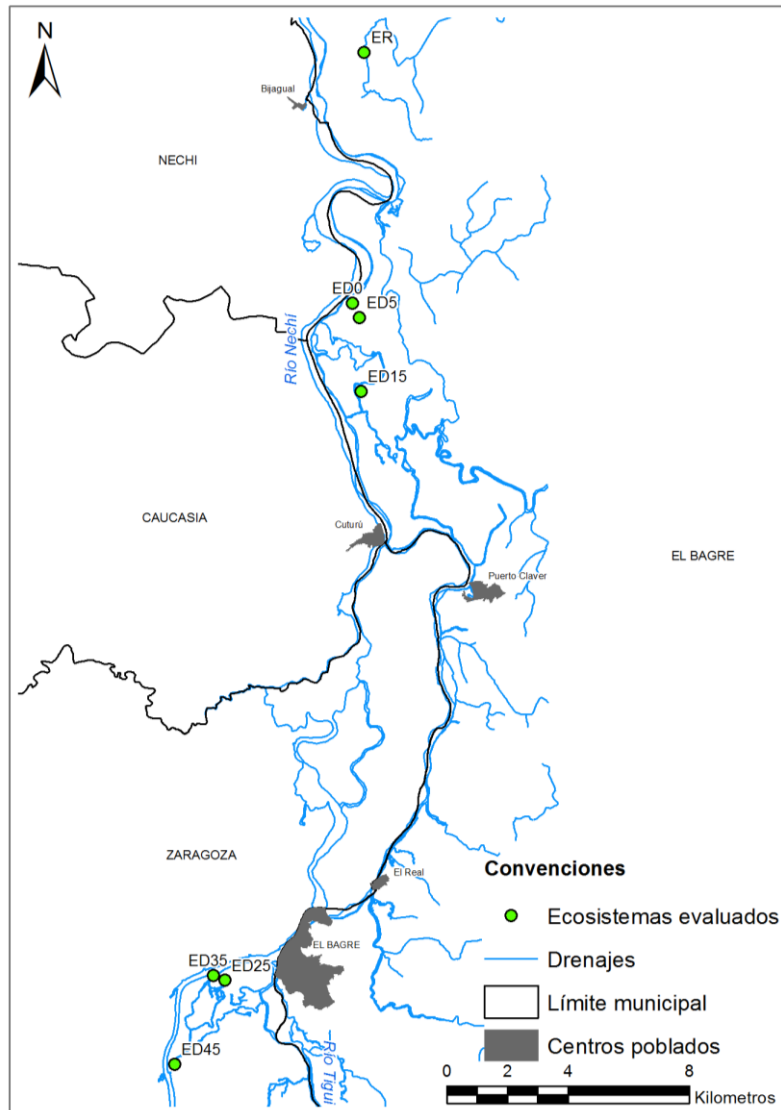 N
ER
Bijagual
NECHI
ED0
ED5
Río Nechí
ED15
CAUCASIA
Cuturú
EL BAGRE
Puerto Claver
ZARAGOZA
El Real
EL BAGRE
ED35
ED25
ED45
Río Tigui
Convenciones
Ecosistemas evaluados
Drenajes
Límite municipal
Centros poblados
0 2 4 8
Kilometros